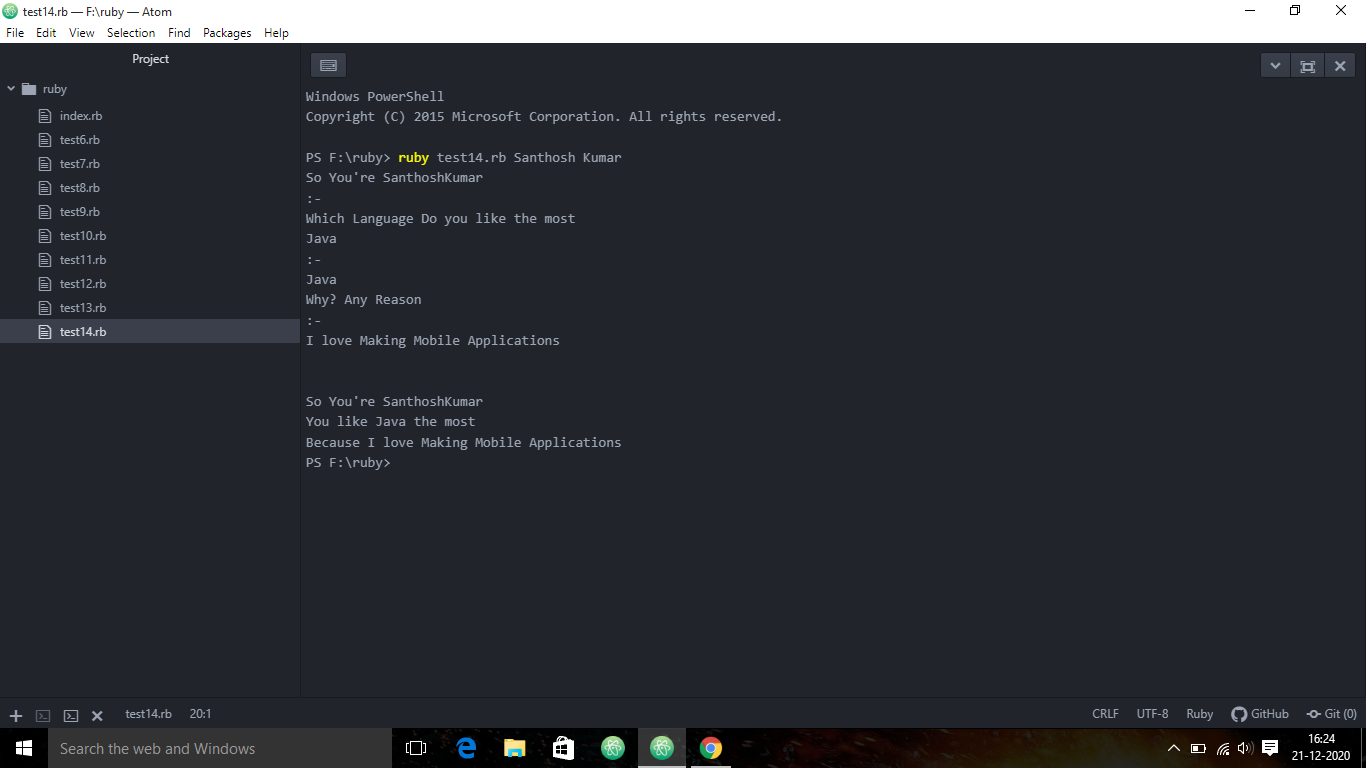 test14.rb — F:\ruby — Atom
File Edit View Selection Find Packages Help
Project
ruby
index.rb
test6.rb
test7.rb
test8.rb
test9.rb
test10.rb
test11.rb
test12.rb
test13.rb
test14.rb
Windows PowerShell
Copyright (C) 2015 Microsoft Corporation. All rights reserved.
PS F:\ruby> ruby test14.rb Santhosh Kumar
So You're SanthoshKumar
:-
Which Language Do you like the most
Java
:-
Java
Why? Any Reason
:-
I love Making Mobile Applications
So You're SanthoshKumar
You like Java the most
Because I love Making Mobile Applications
PS F:\ruby>
test14.rb 20:1 CRLF UTF-8 Ruby GitHub Git (0)
Search the web and Windows
16:24
21-12-2020